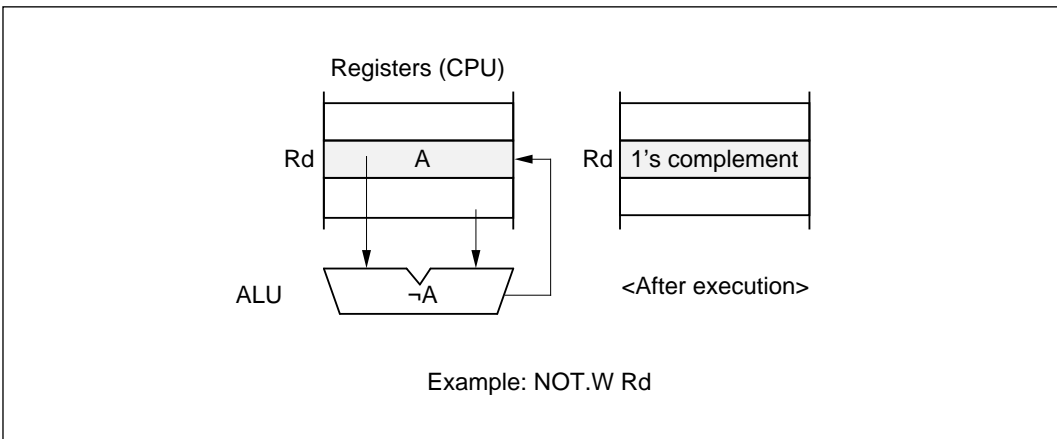 Registers (CPU)
Rd A Rd 1's complement
ALU ¬A <After execution>
Example: NOT.W Rd